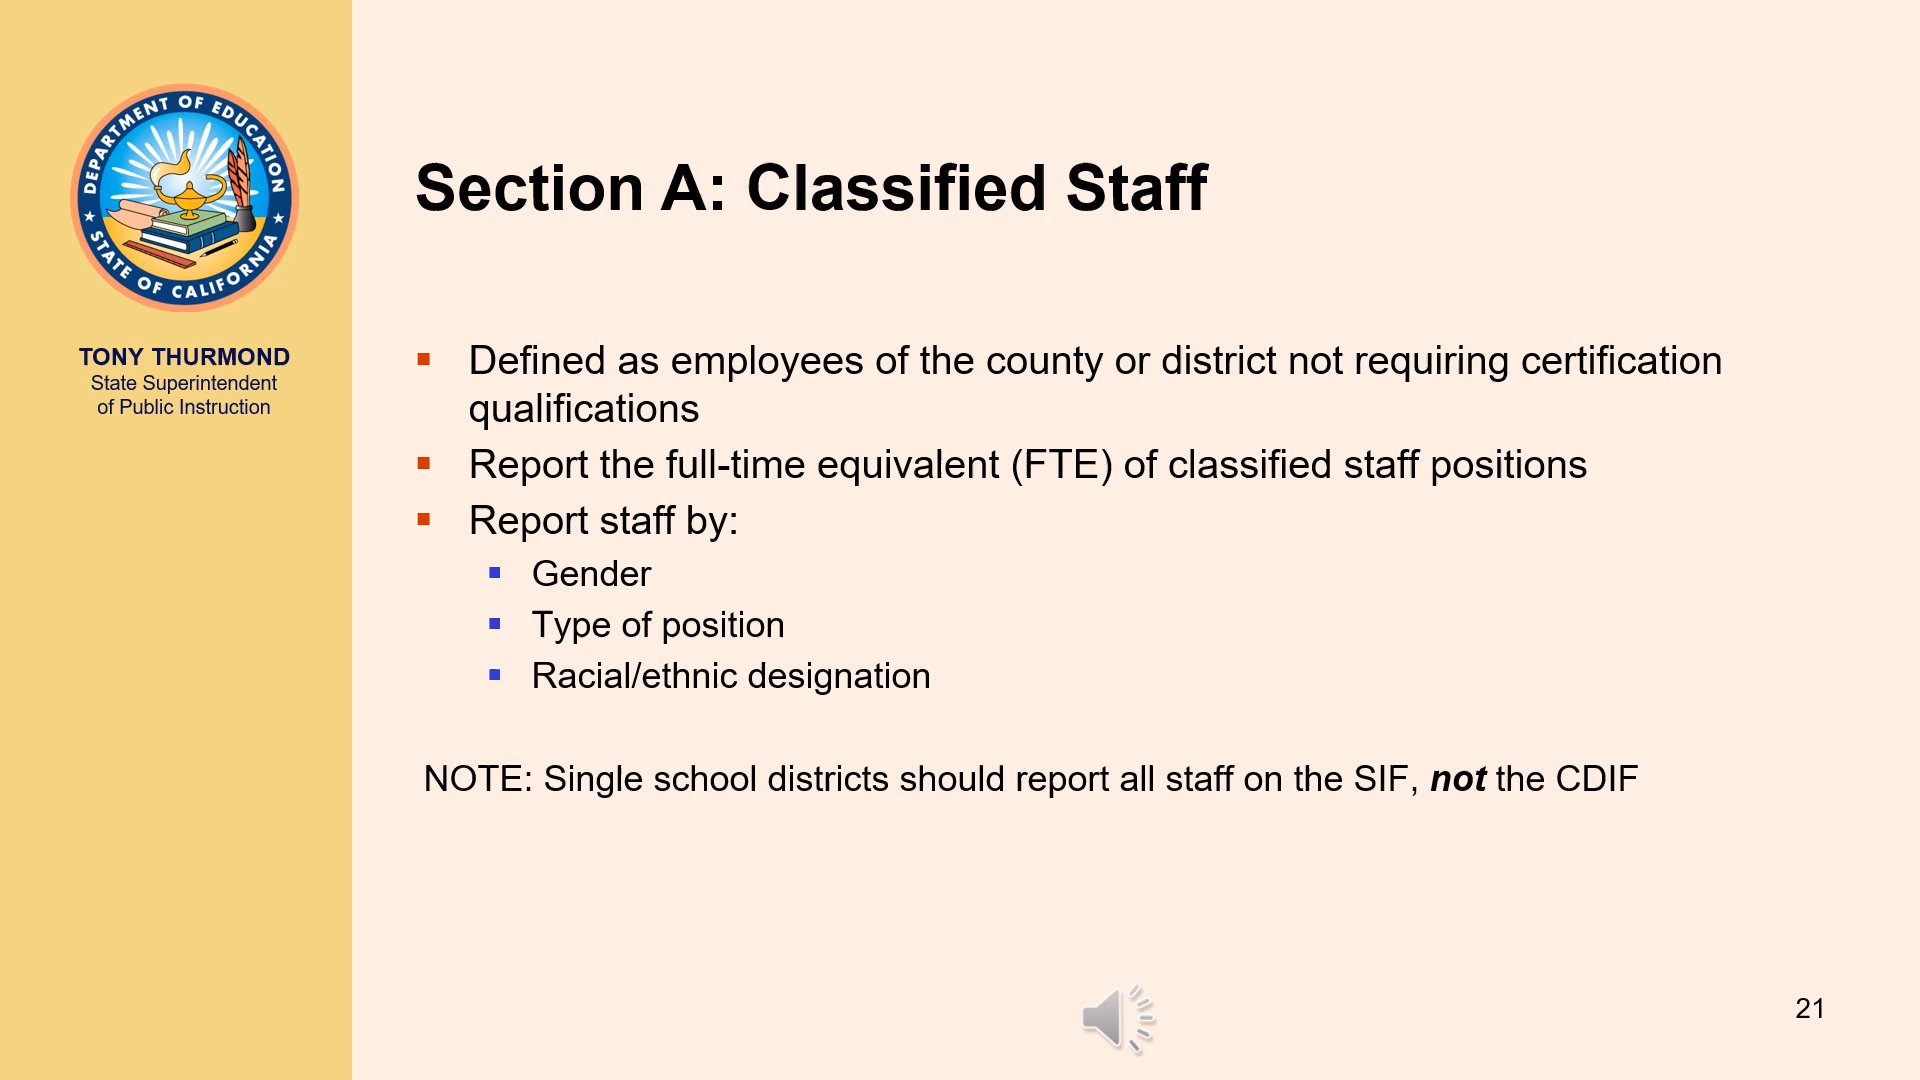 DEPARTMENT OF EDUCATION
STATE OF CALIFORNIA
TONY THURMOND
State Superintendent
of Public Instruction
Section A: Classified Staff
Defined as employees of the county or district not requiring certification
qualifications
Report the full-time equivalent (FTE) of classified staff positions
Report staff by:
Gender
Type of position
Racial/ethnic designation
NOTE: Single school districts should report all staff on the SIF, not the CDIF
21